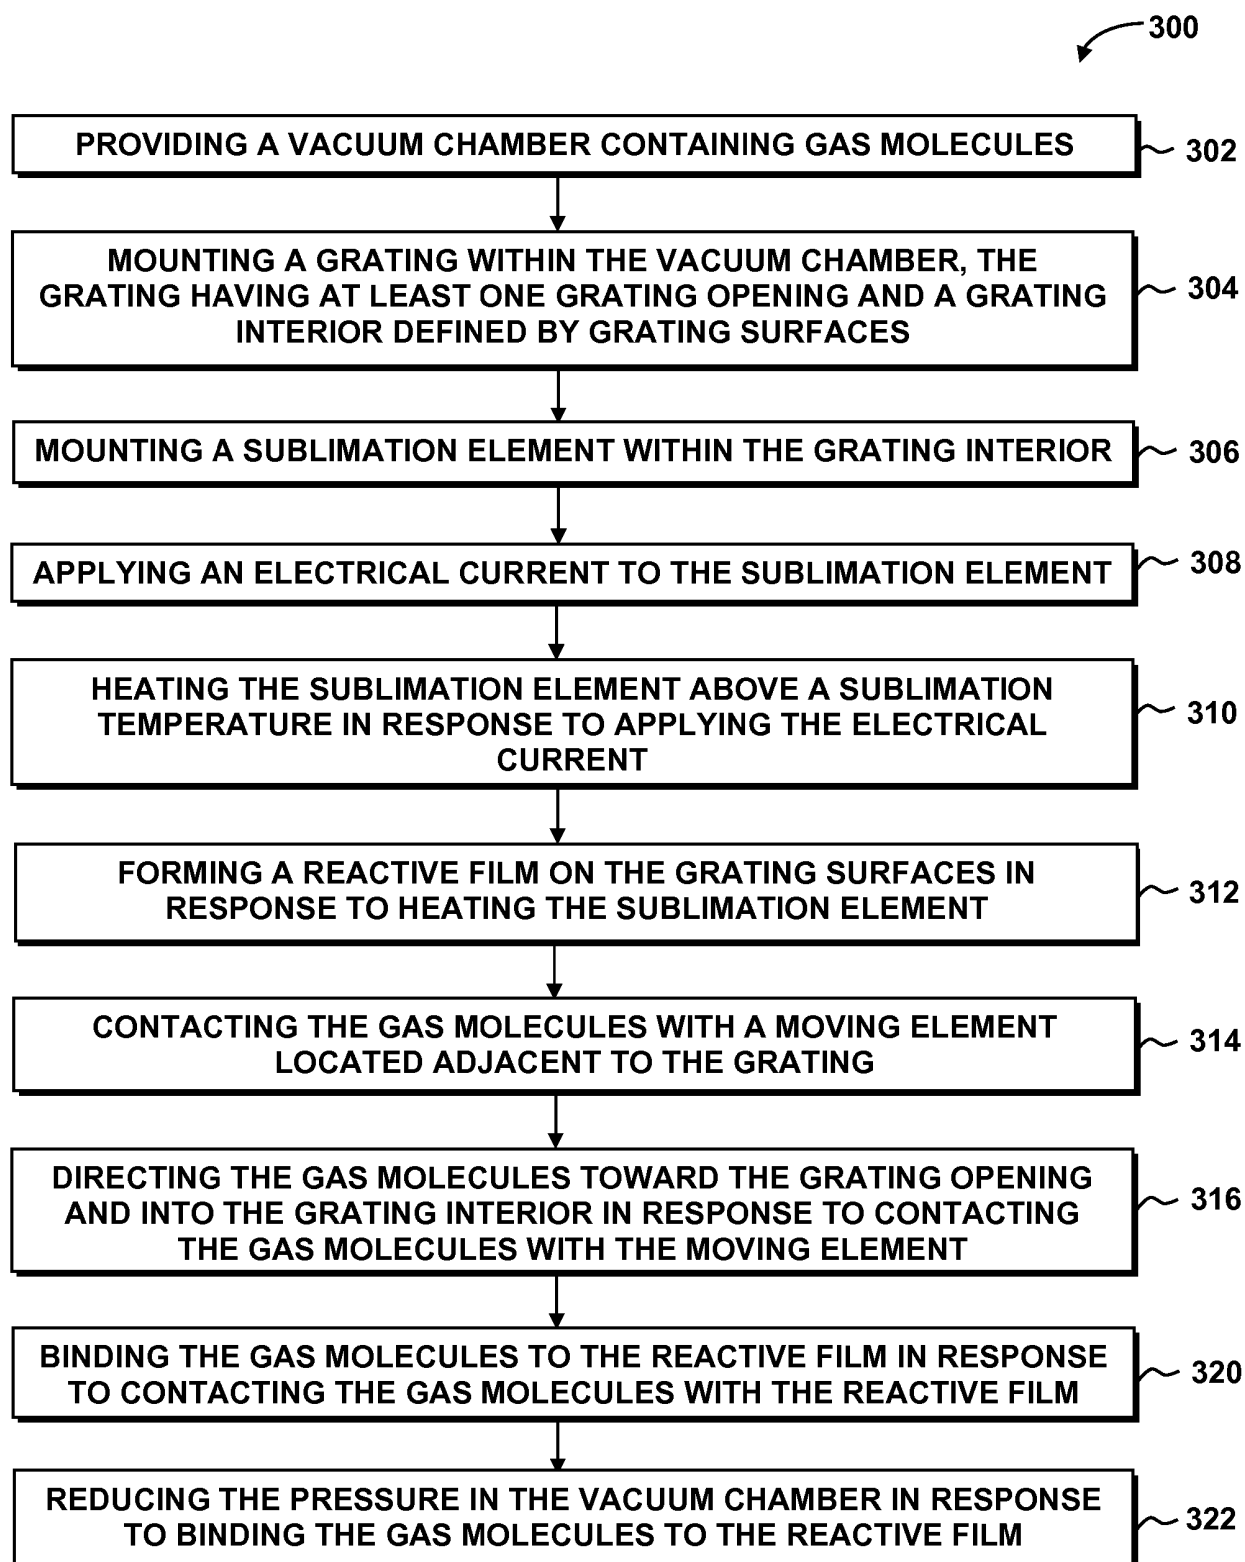 300
PROVIDING A VACUUM CHAMBER CONTAINING GAS MOLECULES
302
MOUNTING A GRATING WITHIN THE VACUUM CHAMBER, THE
GRATING HAVING AT LEAST ONE GRATING OPENING AND A GRATING
INTERIOR DEFINED BY GRATING SURFACES
304
MOUNTING A SUBLIMATION ELEMENT WITHIN THE GRATING INTERIOR
306
APPLYING AN ELECTRICAL CURRENT TO THE SUBLIMATION ELEMENT
308
HEATING THE SUBLIMATION ELEMENT ABOVE A SUBLIMATION
TEMPERATURE IN RESPONSE TO APPLYING THE ELECTRICAL
CURRENT
310
FORMING A REACTIVE FILM ON THE GRATING SURFACES IN
RESPONSE TO HEATING THE SUBLIMATION ELEMENT
312
CONTACTING THE GAS MOLECULES WITH A MOVING ELEMENT
LOCATED ADJACENT TO THE GRATING
314
DIRECTING THE GAS MOLECULES TOWARD THE GRATING OPENING
AND INTO THE GRATING INTERIOR IN RESPONSE TO CONTACTING
THE GAS MOLECULES WITH THE MOVING ELEMENT
316
BINDING THE GAS MOLECULES TO THE REACTIVE FILM IN RESPONSE
TO CONTACTING THE GAS MOLECULES WITH THE REACTIVE FILM
320
REDUCING THE PRESSURE IN THE VACUUM CHAMBER IN RESPONSE
TO BINDING THE GAS MOLECULES TO THE REACTIVE FILM
322